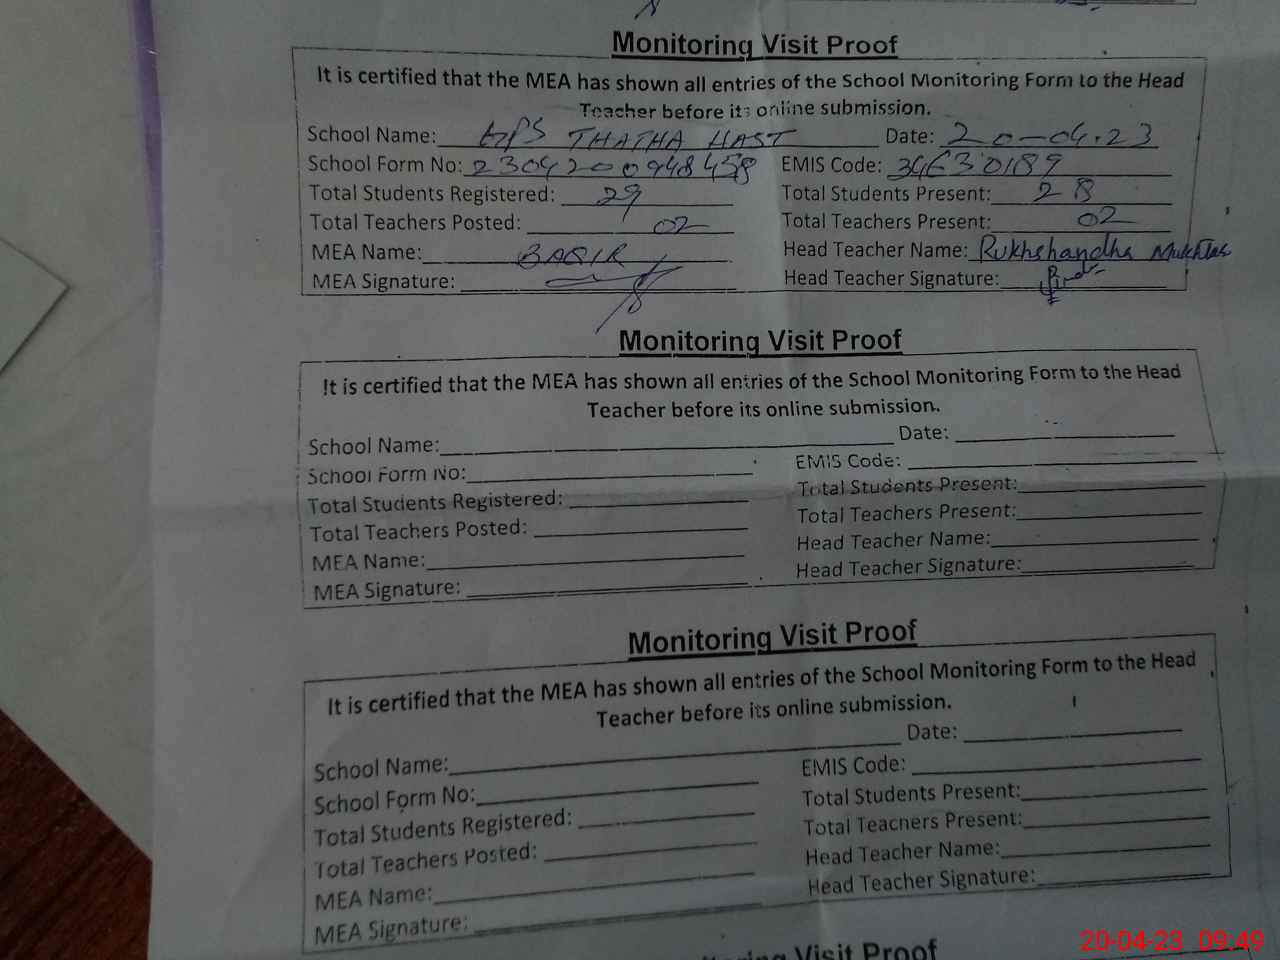 Monitoring Visit Proof
It is certified that the MEA has shown all entries of the School Monitoring Form to the Head
Teacher before its online submission.
School Name: GPS THATHA HAST Date: 20-04-23
School Form No: 23042000948458 EMIS Code: 34630189
Total Students Registered: 29 Total Students Present: 28
Total Teachers Posted: 02 Total Teachers Present: 02
MEA Name: BAQIR Head Teacher Name: Rukhshandha Mukhtar
MEA Signature: Head Teacher Signature:
Monitoring Visit Proof
It is certified that the MEA has shown all entries of the School Monitoring Form to the Head
Teacher before its online submission.
School Name: Date:
School Form No: EMIS Code:
Total Students Registered: Total Students Present:
Total Teachers Posted: Total Teachers Present:
MEA Name: Head Teacher Name:
MEA Signature: Head Teacher Signature:
Monitoring Visit Proof
It is certified that the MEA has shown all entries of the School Monitoring Form to the Head
Teacher before its online submission.
School Name: Date:
School Form No: EMIS Code:
Total Students Registered: Total Students Present:
Total Teachers Posted: Total Teachers Present:
MEA Name: Head Teacher Name:
MEA Signature: Head Teacher Signature:
Monitoring Visit Proof
20-04-23 09:49